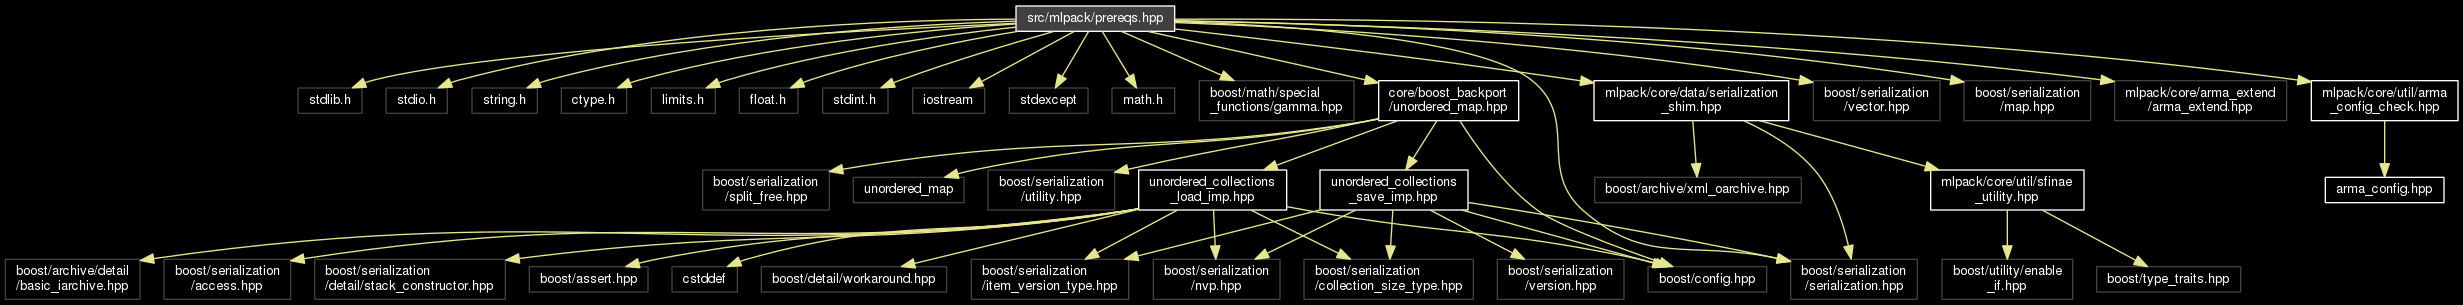 src/mlpack/prereqs.hpp
stdlib.h
stdio.h
string.h
ctype.h
limits.h
float.h
stdint.h
iostream
stdexcept
math.h
boost/math/special
_functions/gamma.hpp
core/boost_backport
/unordered_map.hpp
mlpack/core/data/serialization
_shim.hpp
boost/serialization
/vector.hpp
boost/serialization
/map.hpp
mlpack/core/arma_extend
/arma_extend.hpp
mlpack/core/util/arma
_config_check.hpp
boost/serialization
/split_free.hpp
unordered_map
boost/serialization
/utility.hpp
unordered_collections
_load_imp.hpp
unordered_collections
_save_imp.hpp
boost/archive/xml_oarchive.hpp
mlpack/core/util/sfinae
_utility.hpp
arma_config.hpp
boost/archive/detail
/basic_iarchive.hpp
boost/serialization
/access.hpp
boost/serialization
/detail/stack_constructor.hpp
boost/assert.hpp
cstddef
boost/detail/workaround.hpp
boost/serialization
/item_version_type.hpp
boost/serialization
/nvp.hpp
boost/serialization
/collection_size_type.hpp
boost/serialization
/version.hpp
boost/config.hpp
boost/serialization
/serialization.hpp
boost/utility/enable
_if.hpp
boost/type_traits.hpp